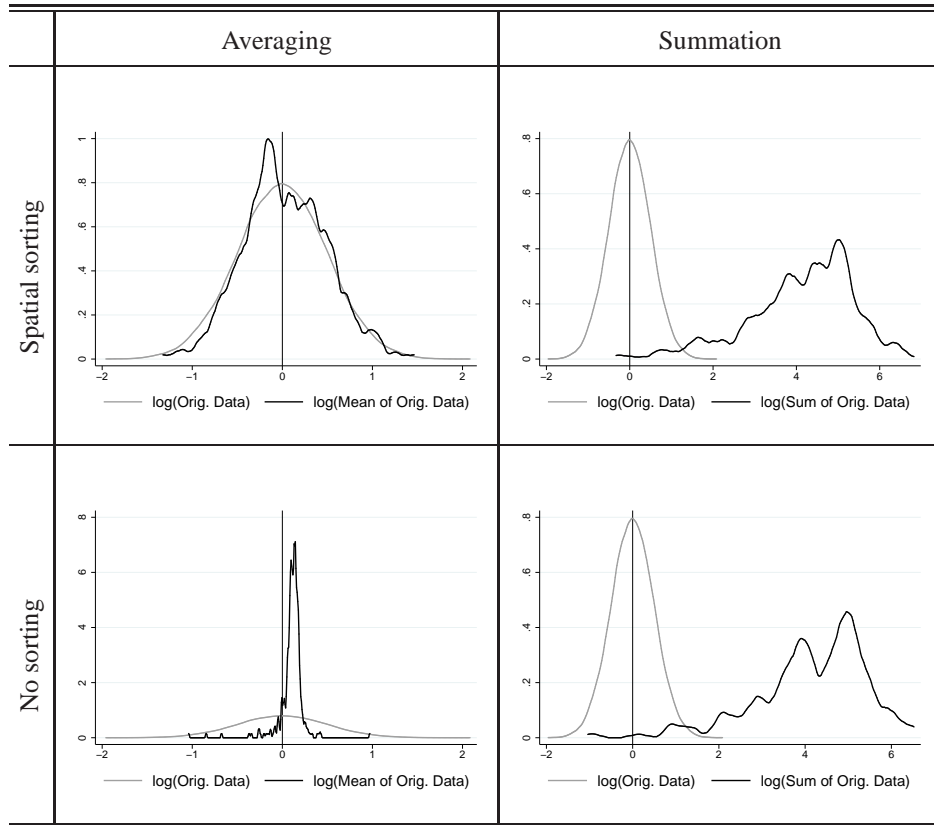 Averaging Summation
Spatial sorting
0 .2 .4 .6 .8 1
−2 −1 0 1 2
log(Orig. Data) log(Mean of Orig. Data)
0 .2 .4 .6 .8
−2 0 2 4 6
log(Orig. Data) log(Sum of Orig. Data)
No sorting
0 2 4 6 8
−2 −1 0 1 2
log(Orig. Data) log(Mean of Orig. Data)
0 .2 .4 .6 .8
−2 0 2 4 6
log(Orig. Data) log(Sum of Orig. Data)